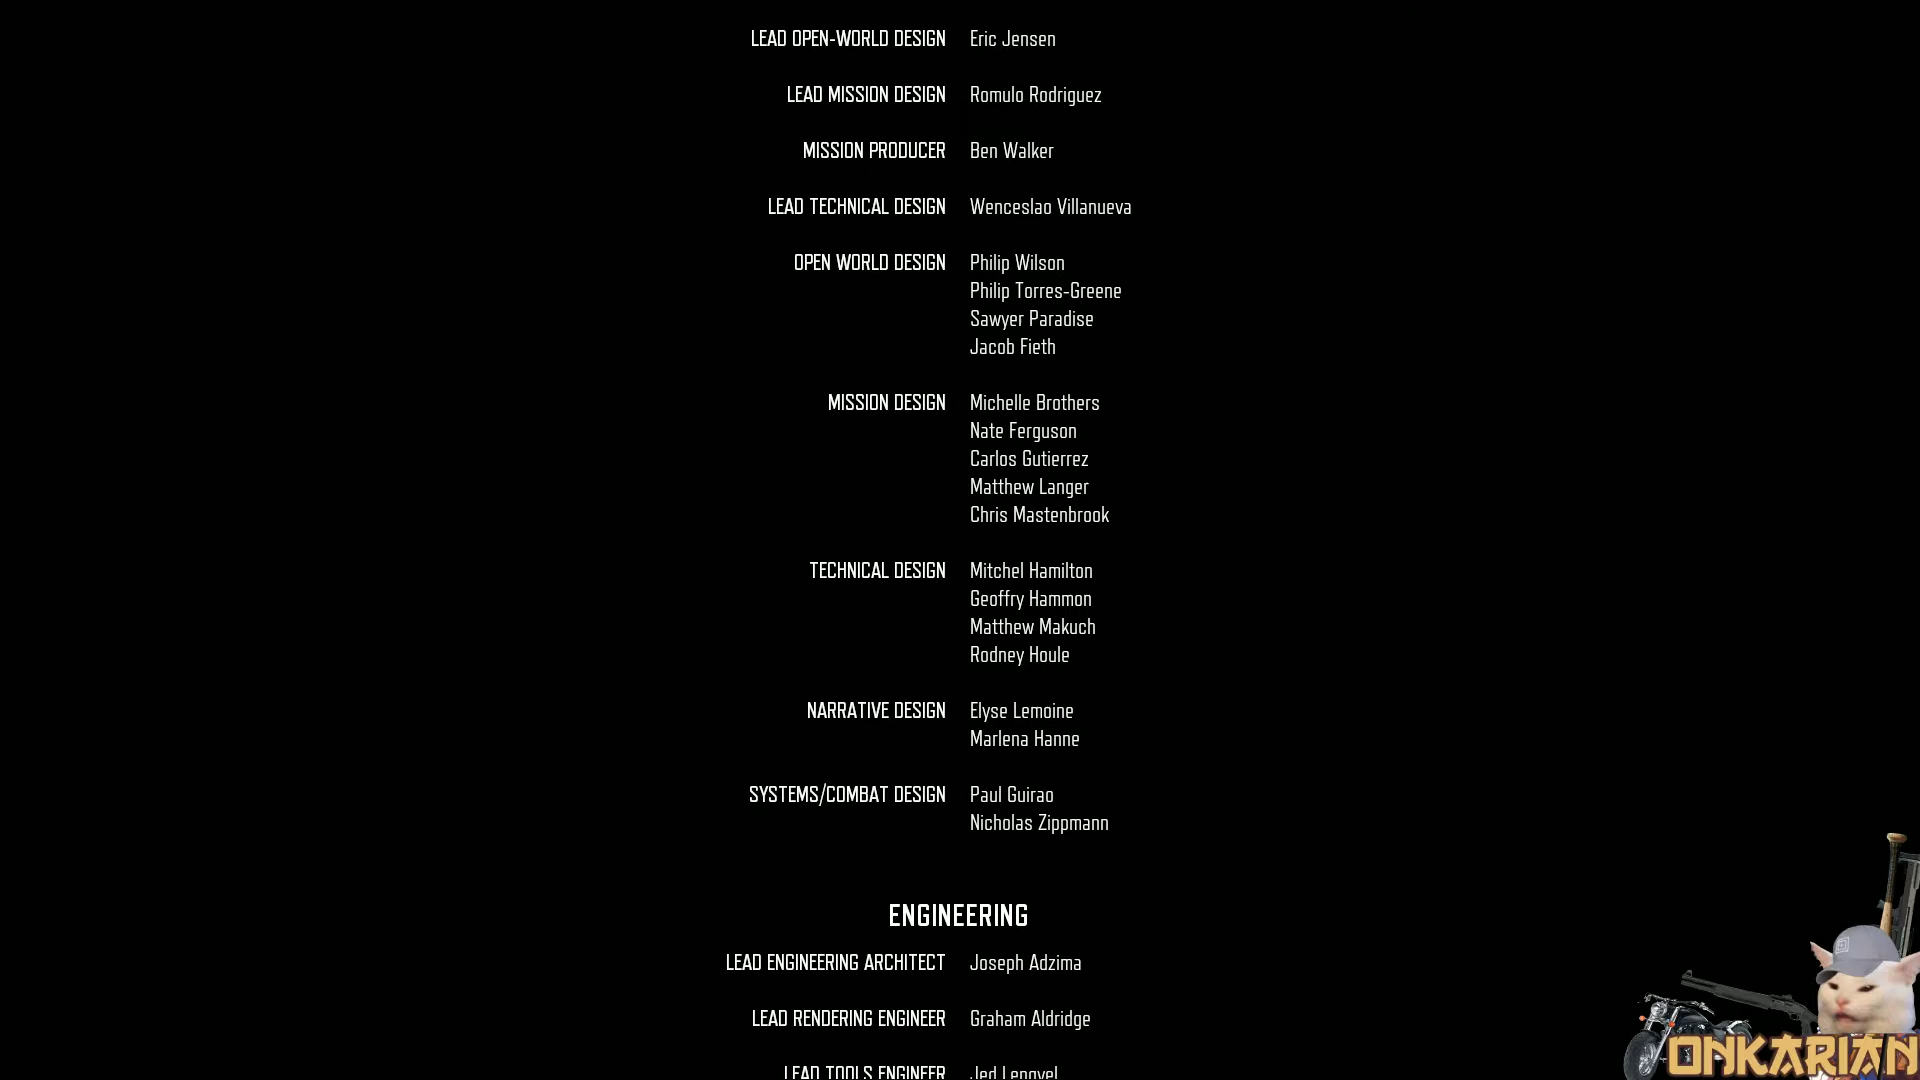 LEAD OPEN-WORLD DESIGN Eric Jensen
LEAD MISSION DESIGN Romulo Rodriguez
MISSION PRODUCER Ben Walker
LEAD TECHNICAL DESIGN Wenceslao Villanueva
OPEN WORLD DESIGN Philip Wilson
Philip Torres-Greene
Sawyer Paradise
Jacob Fieth
MISSION DESIGN Michelle Brothers
Nate Ferguson
Carlos Gutierrez
Matthew Langer
Chris Mastenbrook
TECHNICAL DESIGN Mitchel Hamilton
Geoffry Hammon
Matthew Makuch
Rodney Houle
NARRATIVE DESIGN Elyse Lemoine
Marlena Hanne
SYSTEMS/COMBAT DESIGN Paul Guirao
Nicholas Zippmann
ENGINEERING
LEAD ENGINEERING ARCHITECT Joseph Adzima
LEAD RENDERING ENGINEER Graham Aldridge
LEAD TOOLS ENGINEER Jed Lengyel
ONKARIAN